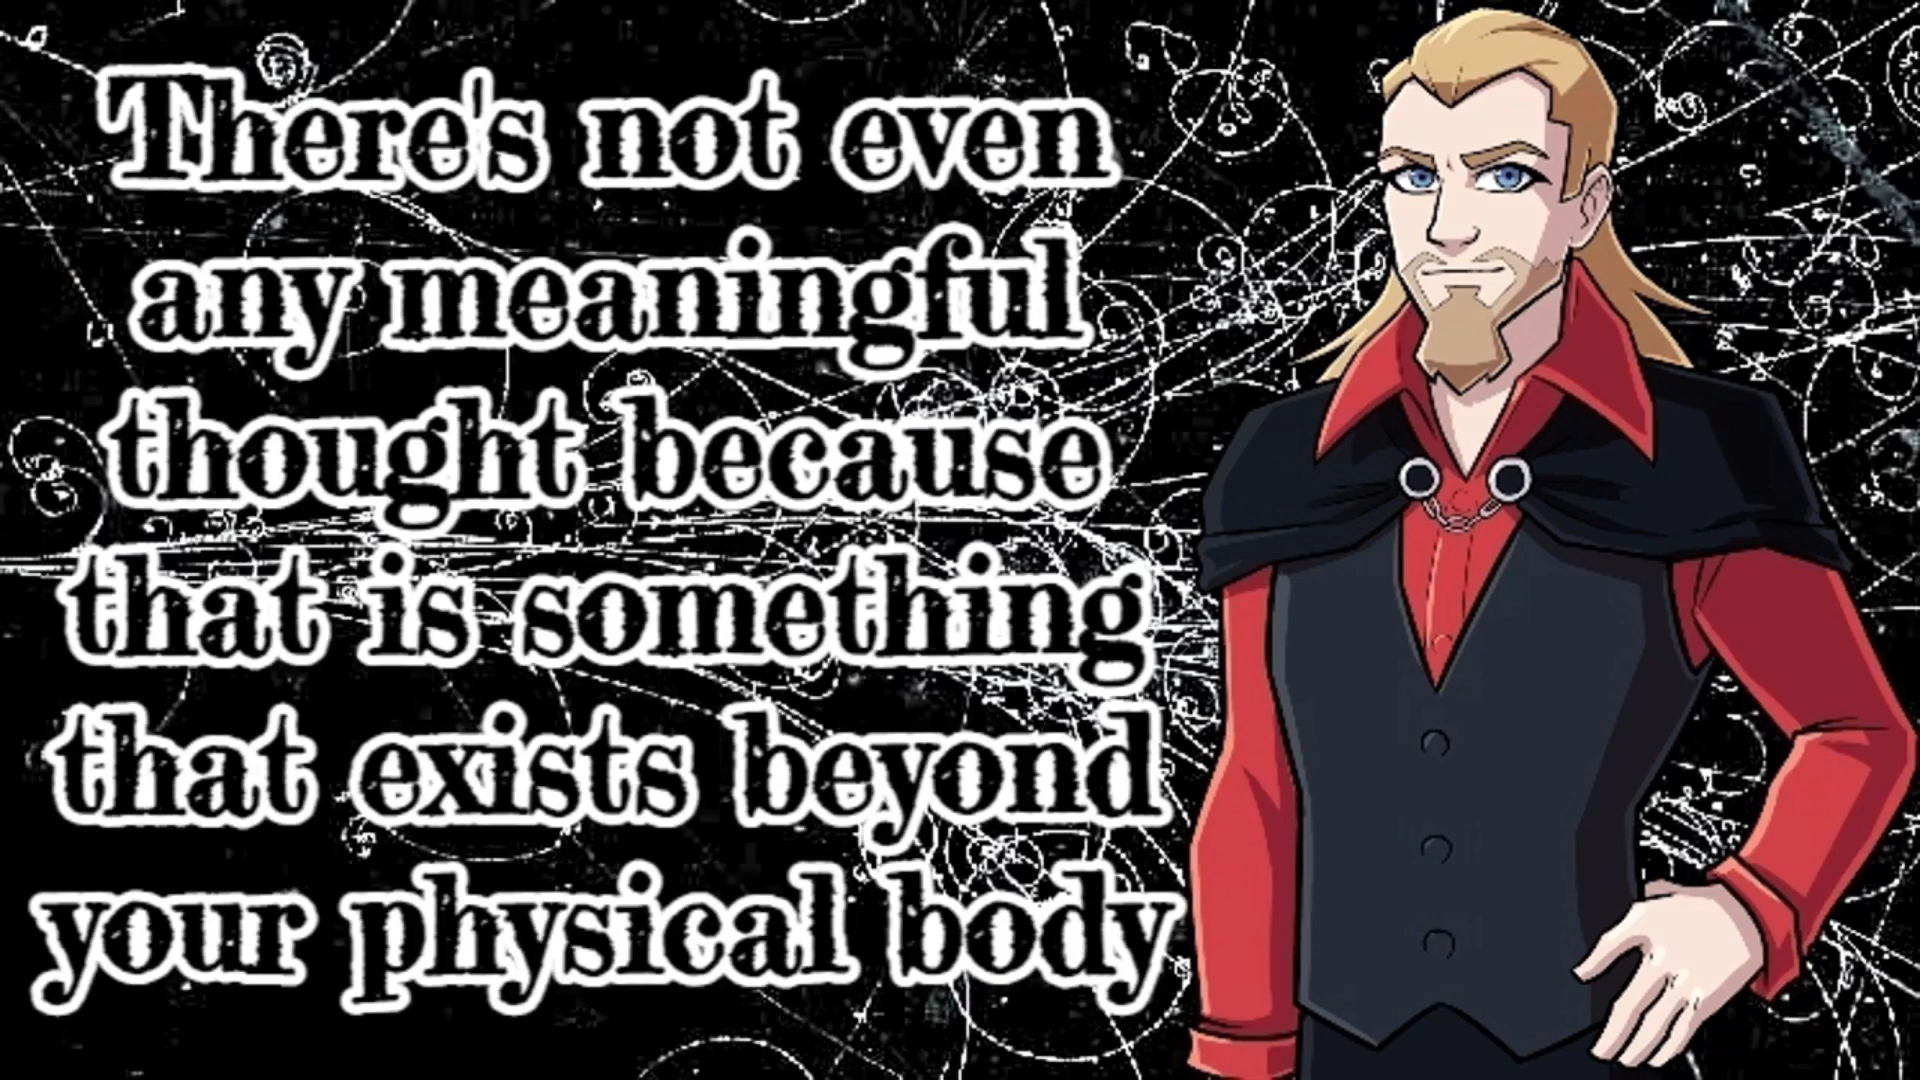 There's not even
any meaningful
thought because
that is something
that exists beyond
your physical body